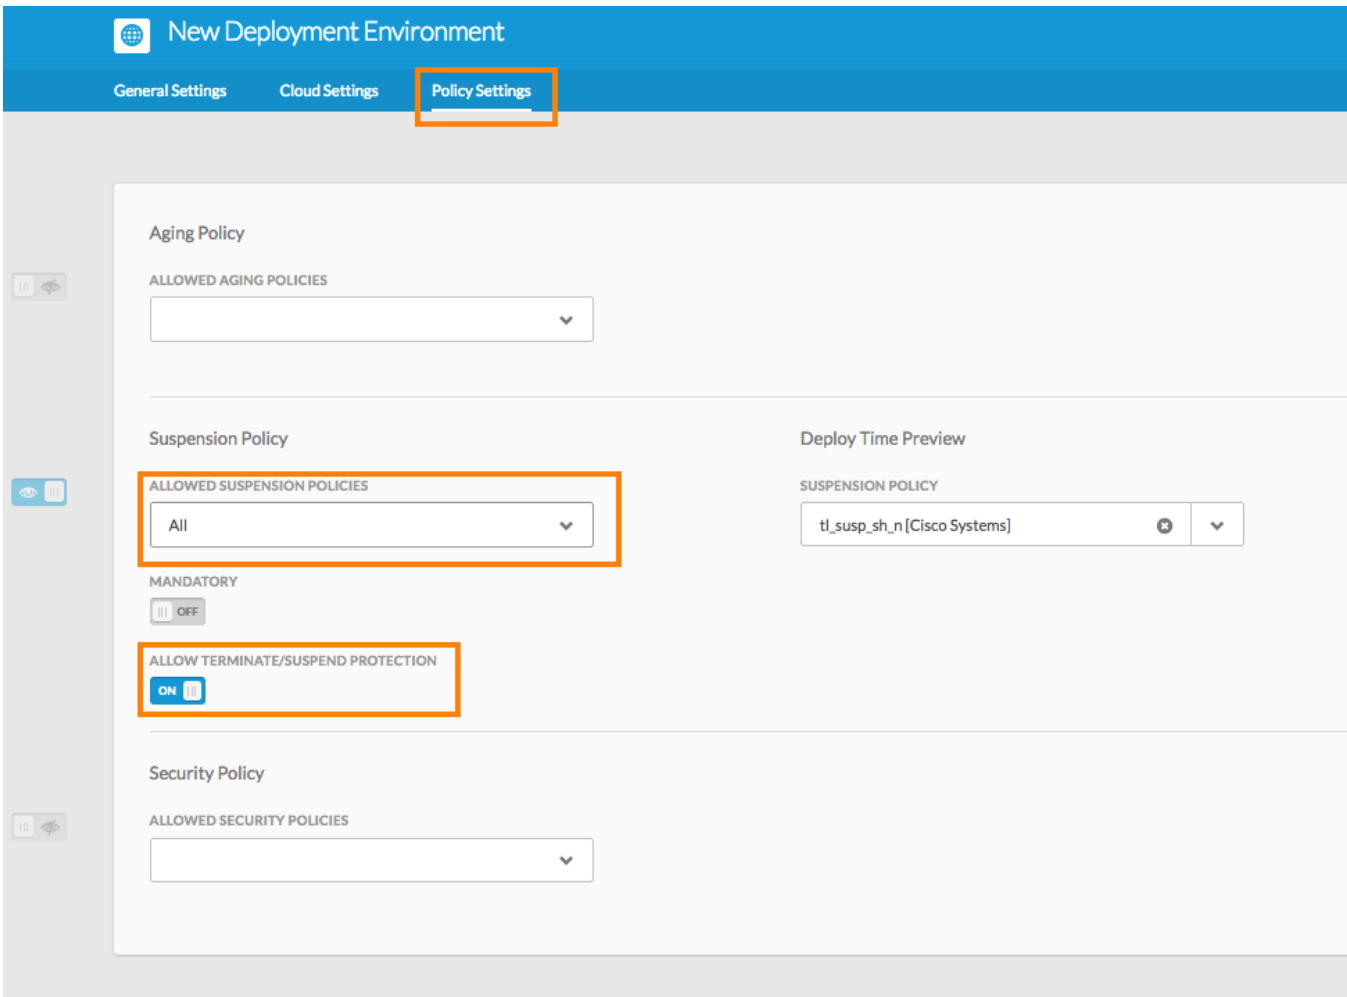 New Deployment Environment
General Settings
Cloud Settings
Policy Settings
Aging Policy
ALLOWED AGING POLICIES
Suspension Policy
Deploy Time Preview
ALLOWED SUSPENSION POLICIES
SUSPENSION POLICY
All
tl_susp_sh_n [Cisco Systems]
MANDATORY
OFF
ALLOW TERMINATE/SUSPEND PROTECTION
ON
Security Policy
ALLOWED SECURITY POLICIES